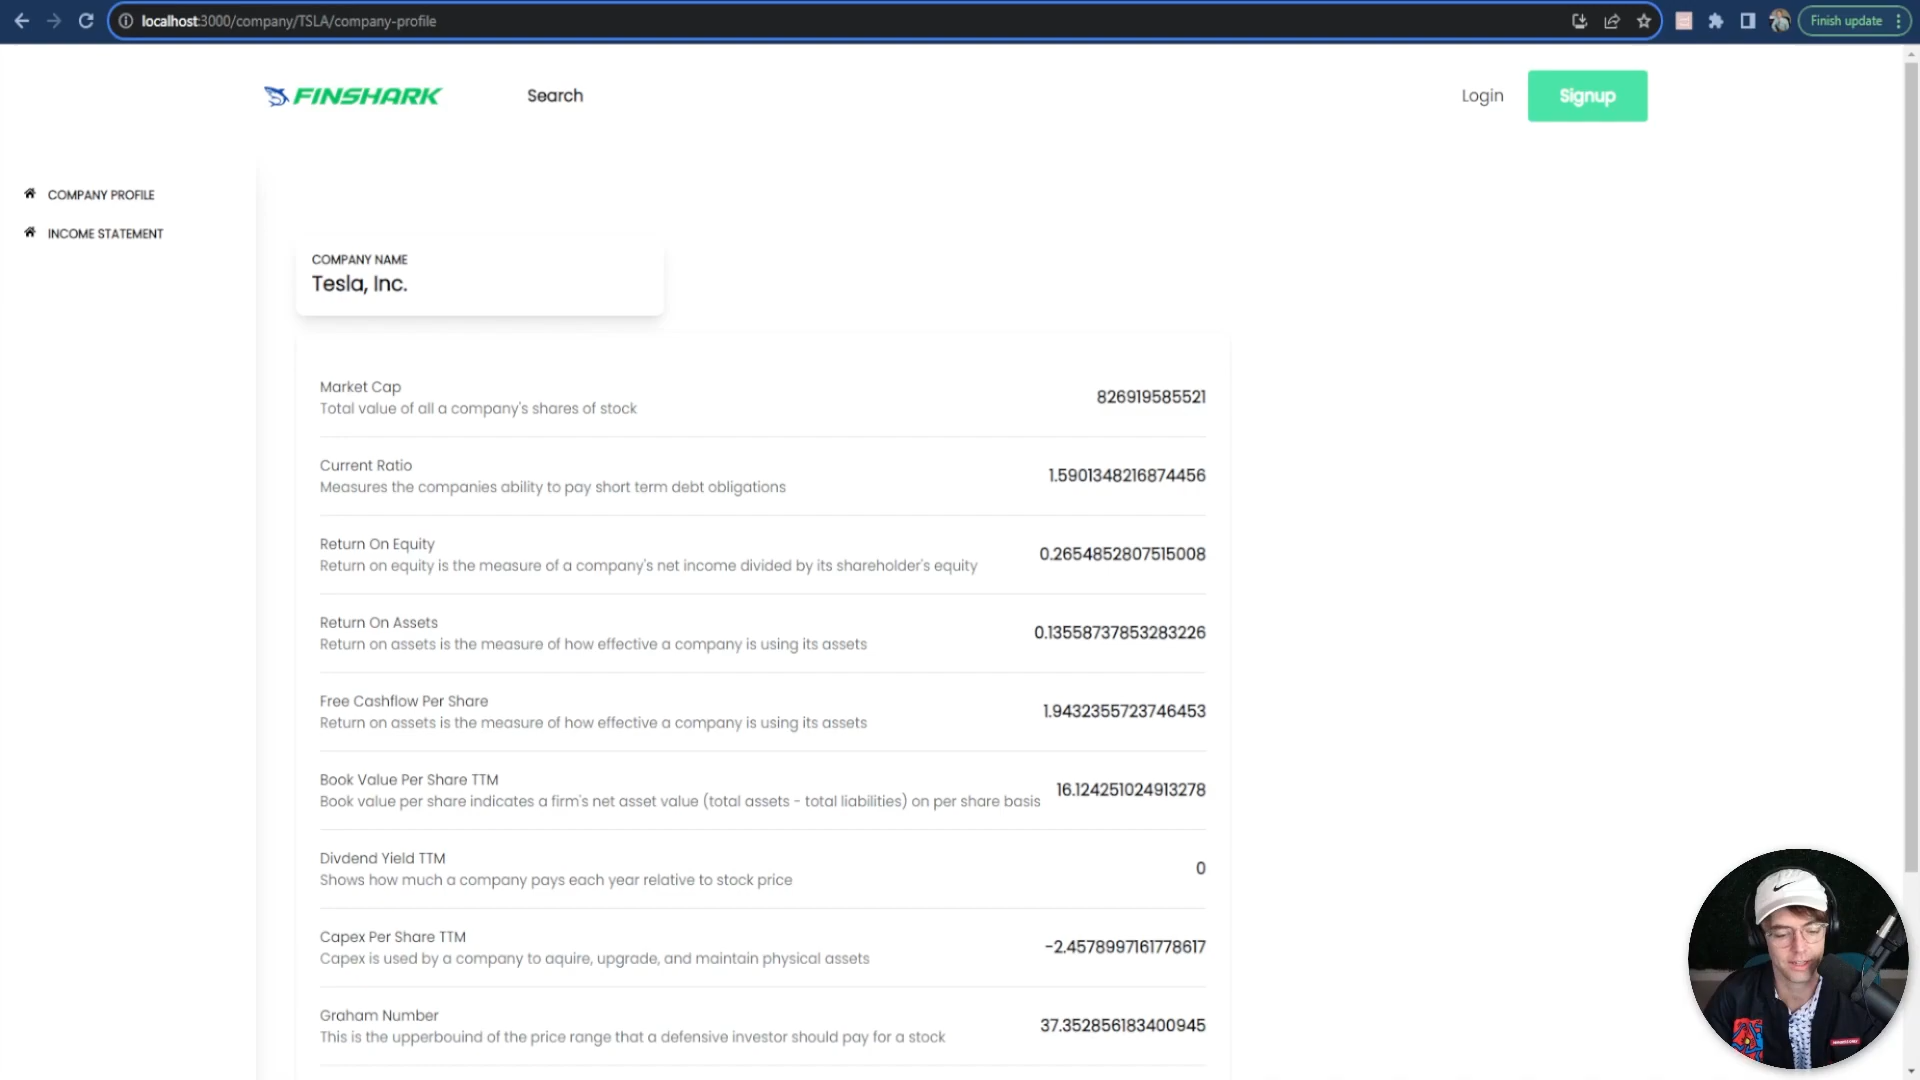 localhost:3000/company/TSLA/company-profile
Finish update
FINSHARK
Search
Login
Signup
COMPANY PROFILE
INCOME STATEMENT
COMPANY NAME
Tesla, Inc.
Market Cap
Total value of all a company's shares of stock
826919585521
Current Ratio
Measures the companies ability to pay short term debt obligations
1.5901348216874456
Return On Equity
Return on equity is the measure of a company's net income divided by its shareholder's equity
0.2654852807515008
Return On Assets
Return on assets is the measure of how effective a company is using its assets
0.13558737853283226
Free Cashflow Per Share
Return on assets is the measure of how effective a company is using its assets
1.9432355723746453
Book Value Per Share TTM
Book value per share indicates a firm's net asset value (total assets - total liabilities) on per share basis
16.124251024913278
Divdend Yield TTM
Shows how much a company pays each year relative to stock price
0
Capex Per Share TTM
Capex is used by a company to aquire, upgrade, and maintain physical assets
-2.4578997161778617
Graham Number
This is the upperbouind of the price range that a defensive investor should pay for a stock
37.352856183400945